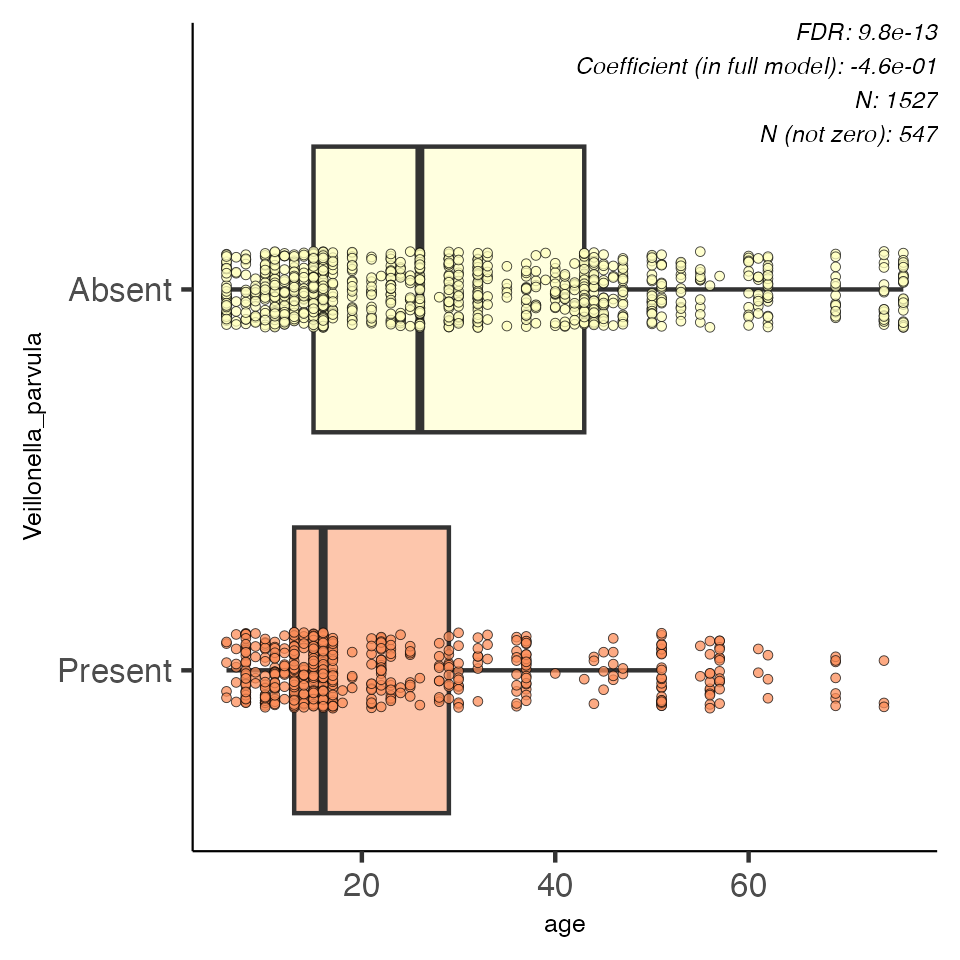 FDR: 9.8e-13
Coefficient (in full model): -4.6e-01
N: 1527
N (not zero): 547
Veillonella_parvula
Absent
Present
20 40 60
age